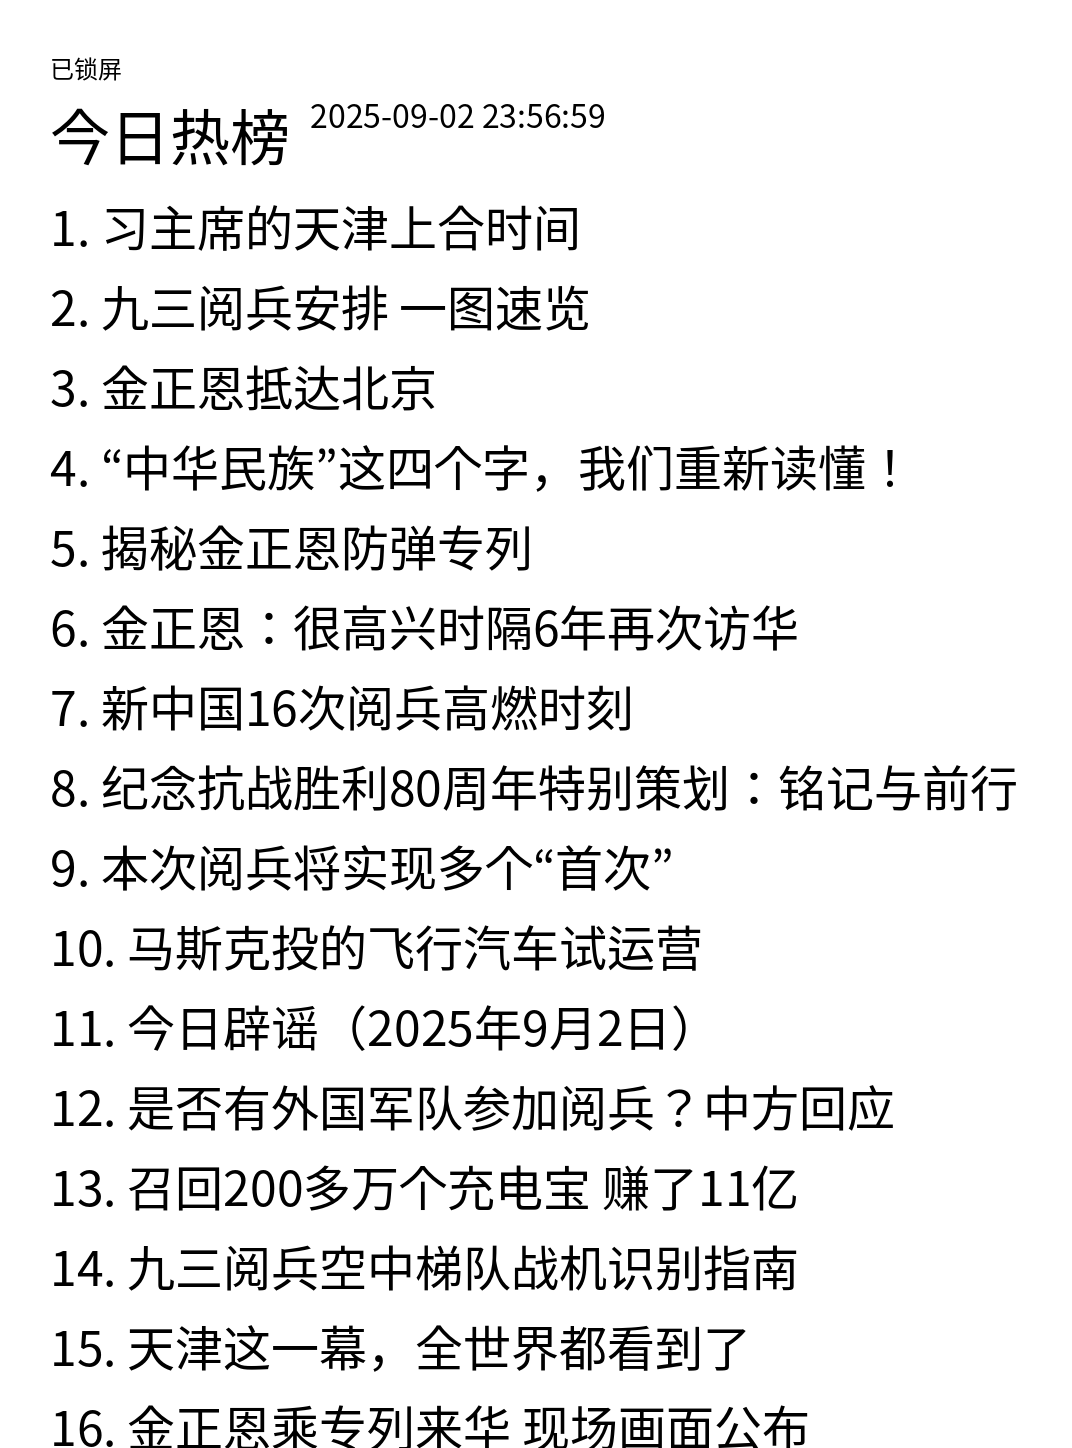 已锁屏
今日热榜 2025-09-02 23:56:59
1. 习主席的天津上合时间
2. 九三阅兵安排 一图速览
3. 金正恩抵达北京
4. “中华民族”这四个字，我们重新读懂！
5. 揭秘金正恩防弹专列
6. 金正恩：很高兴时隔6年再次访华
7. 新中国16次阅兵高燃时刻
8. 纪念抗战胜利80周年特别策划：铭记与前行
9. 本次阅兵将实现多个“首次”
10. 马斯克投的飞行汽车试运营
11. 今日辟谣（2025年9月2日）
12. 是否有外国军队参加阅兵？中方回应
13. 召回200多万个充电宝 赚了11亿
14. 九三阅兵空中梯队战机识别指南
15. 天津这一幕，全世界都看到了
16. 金正恩乘专列来华 现场画面公布